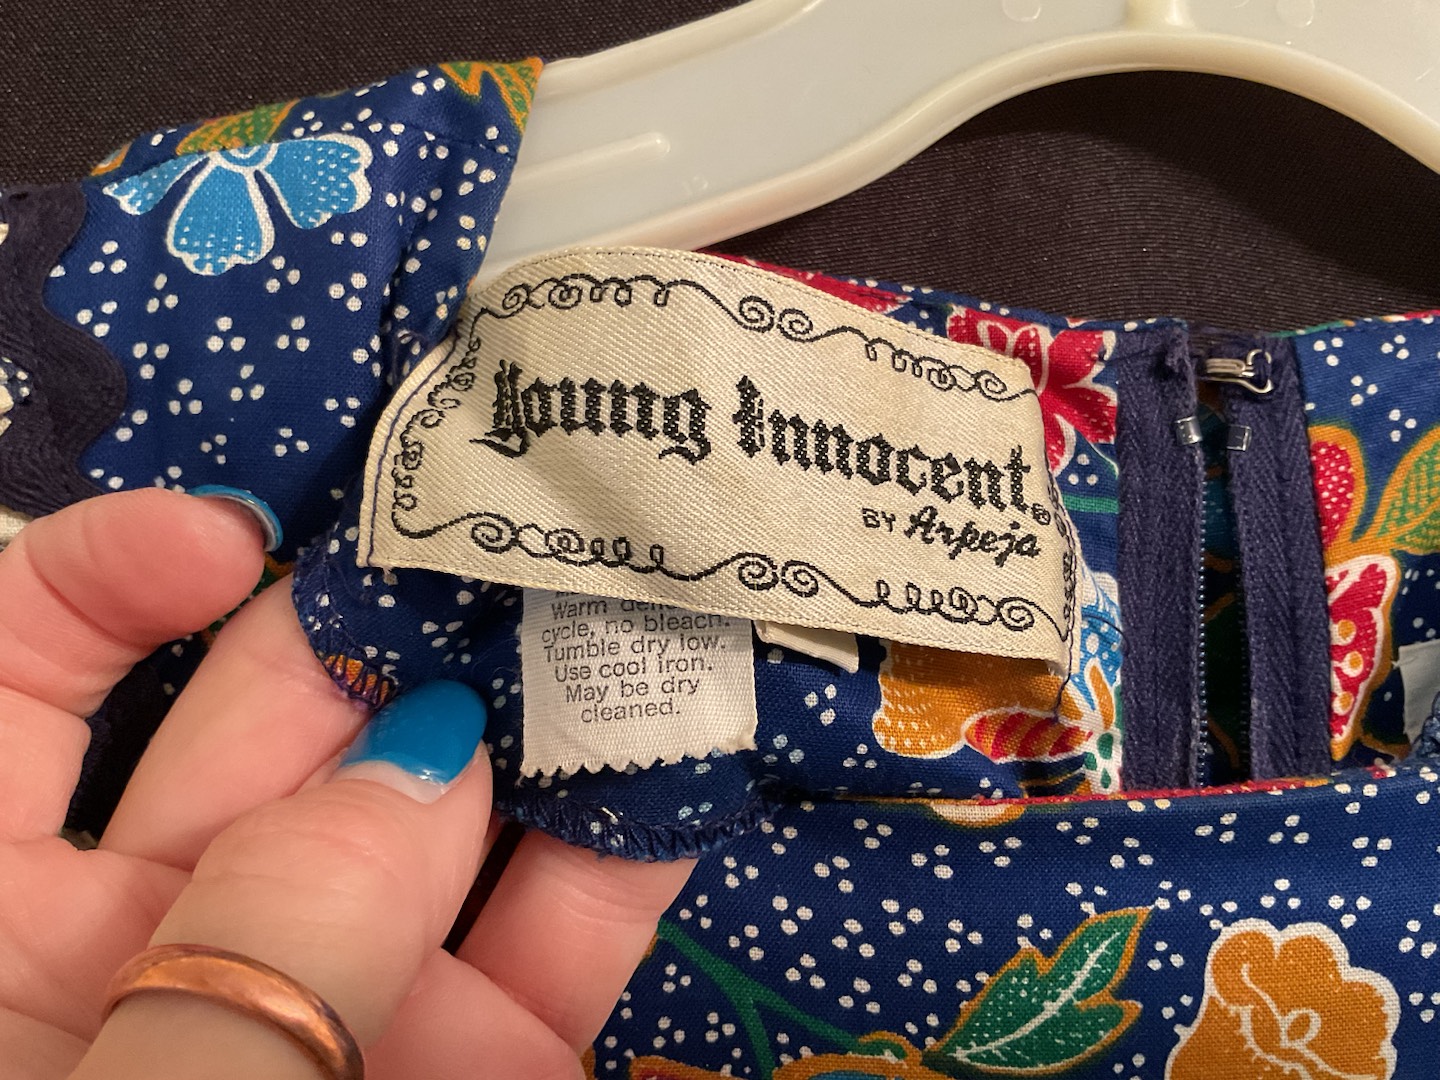 Young Innocent®
BY Arpeja
Warm
cycle, no bleach.
Tumble dry low.
Use cool iron.
May be dry
cleaned.